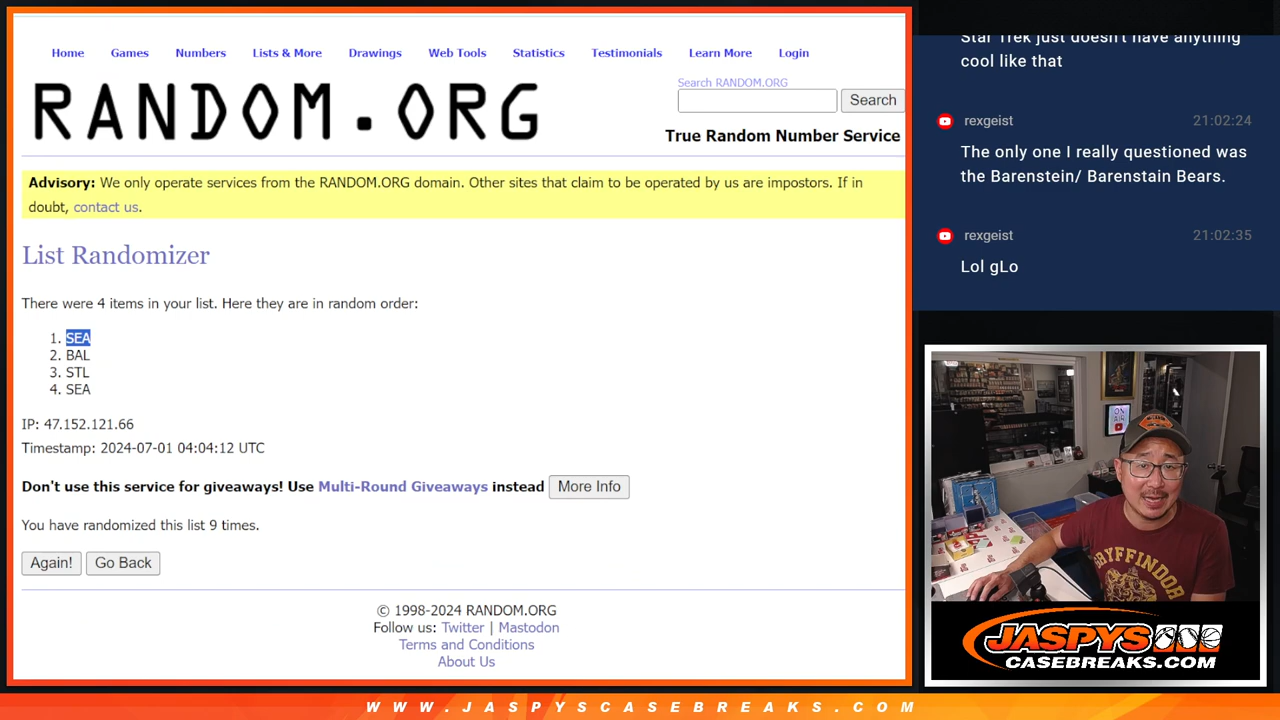 Home Games Numbers Lists & More Drawings Web Tools Statistics Testimonials Learn More Login
RANDOM.ORG
Search RANDOM.ORG
Search
True Random Number Service
Advisory: We only operate services from the RANDOM.ORG domain. Other sites that claim to be operated by us are impostors. If in
doubt, contact us.
List Randomizer
There were 4 items in your list. Here they are in random order:
1. SEA
2. BAL
3. STL
4. SEA
IP: 47.152.121.66
Timestamp: 2024-07-01 04:04:12 UTC
Don't use this service for giveaways! Use Multi-Round Giveaways instead More Info
You have randomized this list 9 times.
Again! Go Back
© 1998-2024 RANDOM.ORG
Follow us: Twitter | Mastodon
Terms and Conditions
About Us
Star Trek just doesn't have anything
cool like that
rexgeist 21:02:24
The only one I really questioned was
the Barenstein/ Barenstain Bears.
rexgeist 21:02:35
Lol gLo
ON
AIR
GRYFFINDOR
JASPYS
CASEBREAKS.COM
WWW.JASPYSCASEBREAKS.COM